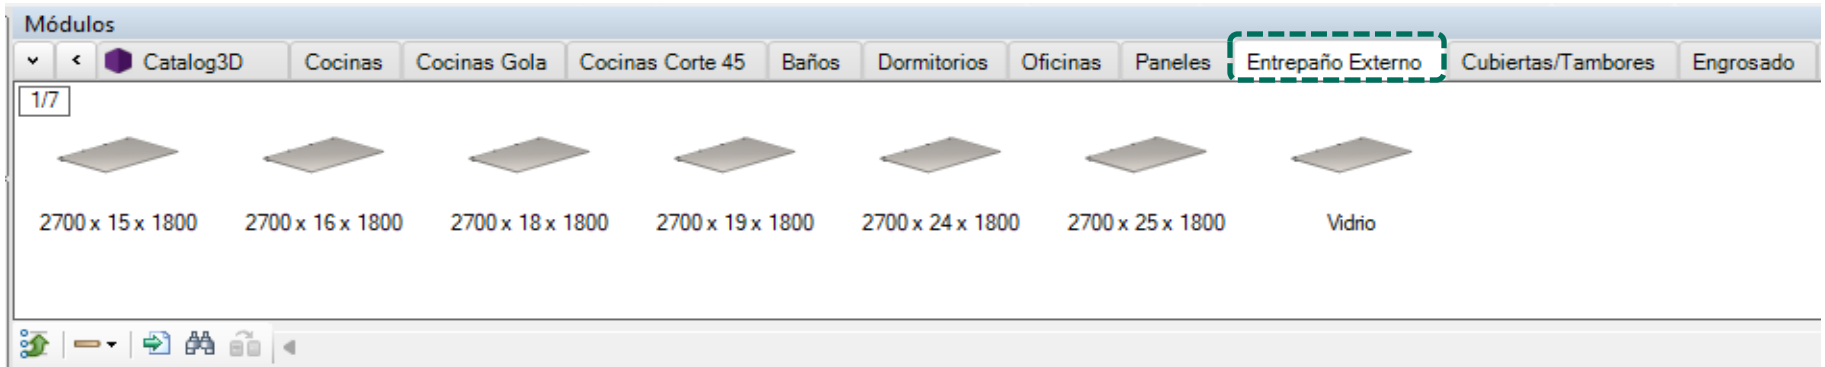 Módulos
Catalog3D Cocinas Cocinas Gola Cocinas Corte 45 Baños Dormitorios Oficinas Paneles Entrepaño Externo Cubiertas/Tambores Engrosado
1/7
2700 x 15 x 1800 2700 x 16 x 1800 2700 x 18 x 1800 2700 x 19 x 1800 2700 x 24 x 1800 2700 x 25 x 1800 Vidrio